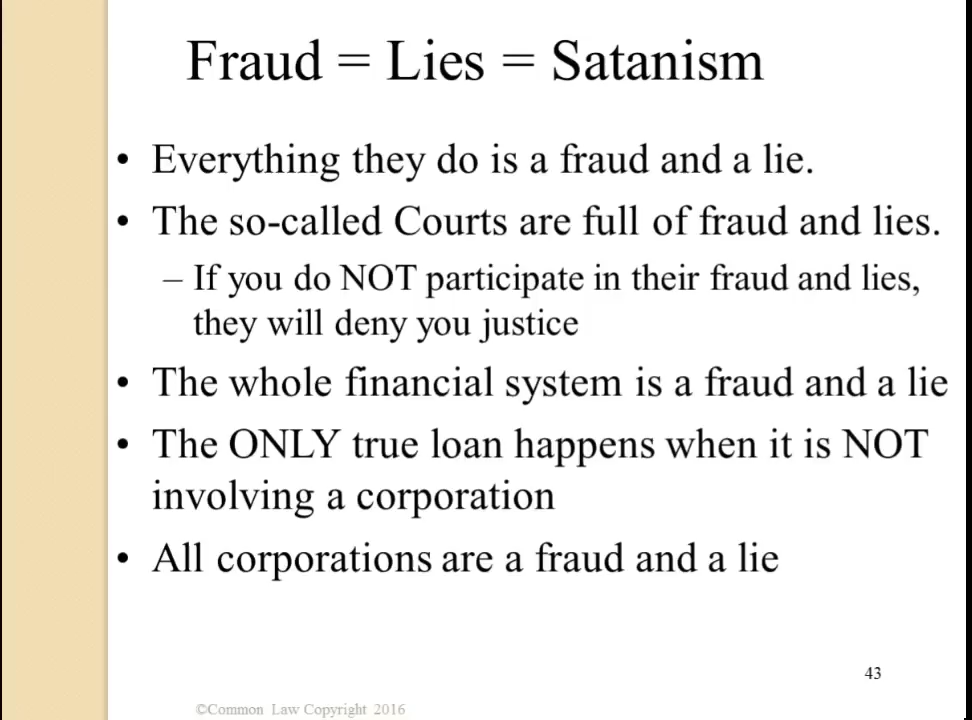 Fraud = Lies = Satanism
• Everything they do is a fraud and a lie.
• The so-called Courts are full of fraud and lies.
– If you do NOT participate in their fraud and lies,
they will deny you justice
• The whole financial system is a fraud and a lie
• The ONLY true loan happens when it is NOT
involving a corporation
• All corporations are a fraud and a lie
43
©Common Law Copyright 2016